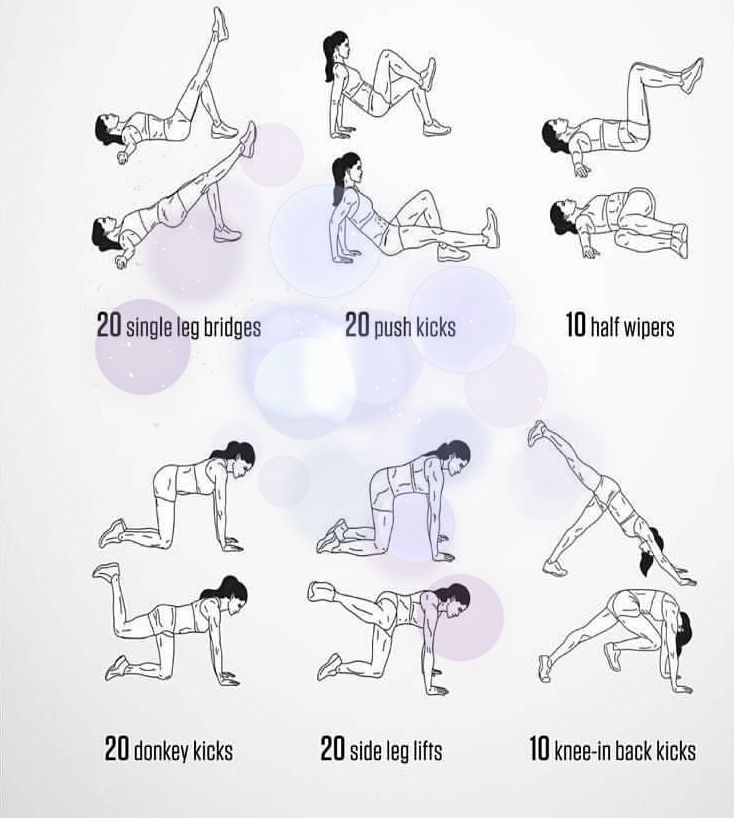 20 single leg bridges
20 push kicks
10 half wipers
20 donkey kicks
20 side leg lifts
10 knee-in back kicks